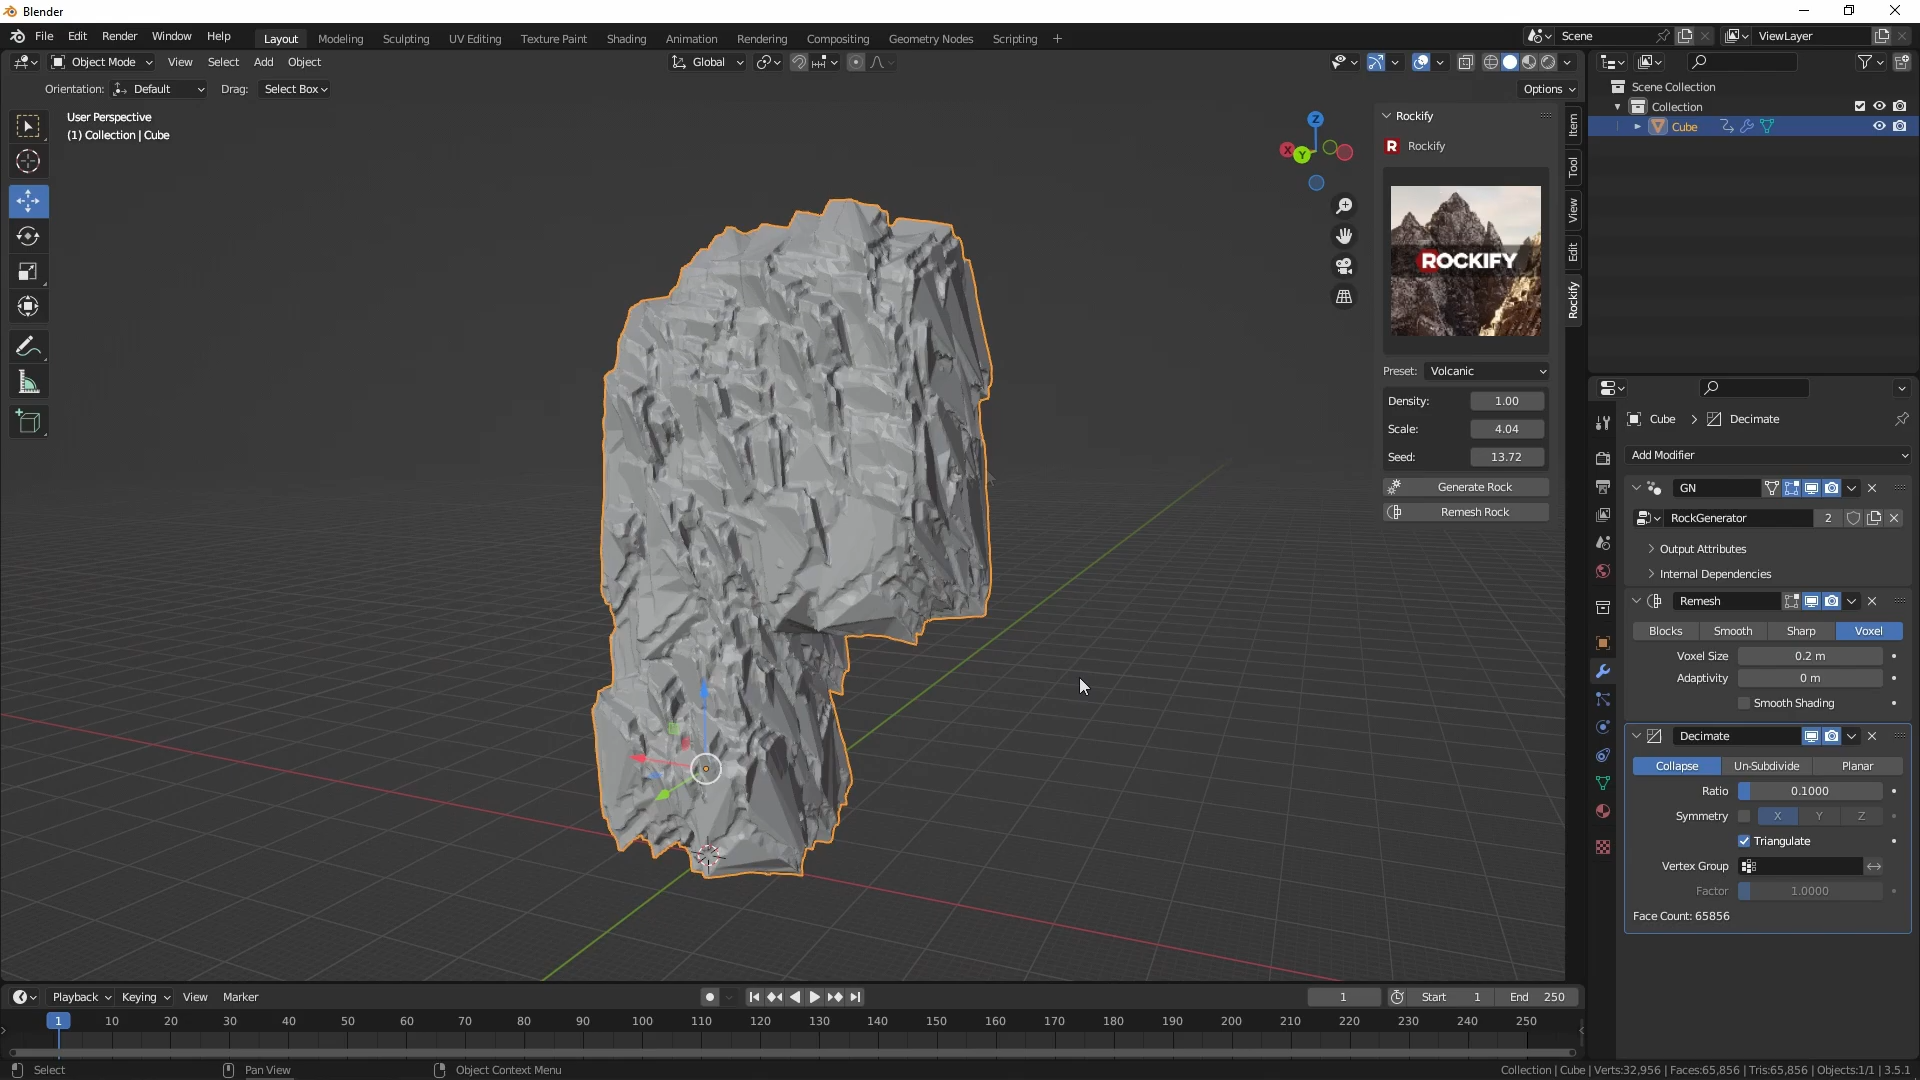 Blender
File Edit Render Window Help Layout Modeling Sculpting UV Editing Texture Paint Shading Animation Rendering Compositing Geometry Nodes Scripting + Scene ViewLayer
Object Mode View Select Add Object Global
Orientation: Default Drag: Select Box Options
User Perspective
(1) Collection | Cube
Z
X
Y
Rockify
R Rockify
ROCKIFY
Preset: Volcanic
Density: 1.00
Scale: 4.04
Seed: 13.72
Generate Rock
Remesh Rock
Item
Tool
View
Edit
Rockify
Scene Collection
Collection
Cube
Cube > Decimate
Add Modifier
GN
RockGenerator 2
Output Attributes
Internal Dependencies
Remesh
Blocks Smooth Sharp Voxel
Voxel Size 0.2 m
Adaptivity 0 m
Smooth Shading
Decimate
Collapse Un-Subdivide Planar
Ratio 0.1000
Symmetry X Y Z
Triangulate
Vertex Group
Factor 1.0000
Face Count: 65856
Playback Keying View Marker 1 Start 1 End 250
1 10 20 30 40 50 60 70 80 90 100 110 120 130 140 150 160 170 180 190 200 210 220 230 240 250
Select Pan View Object Context Menu Collection | Cube | Verts:32,956 | Faces:65,856 | Tris:65,856 | Objects:1/1 | 3.5.1